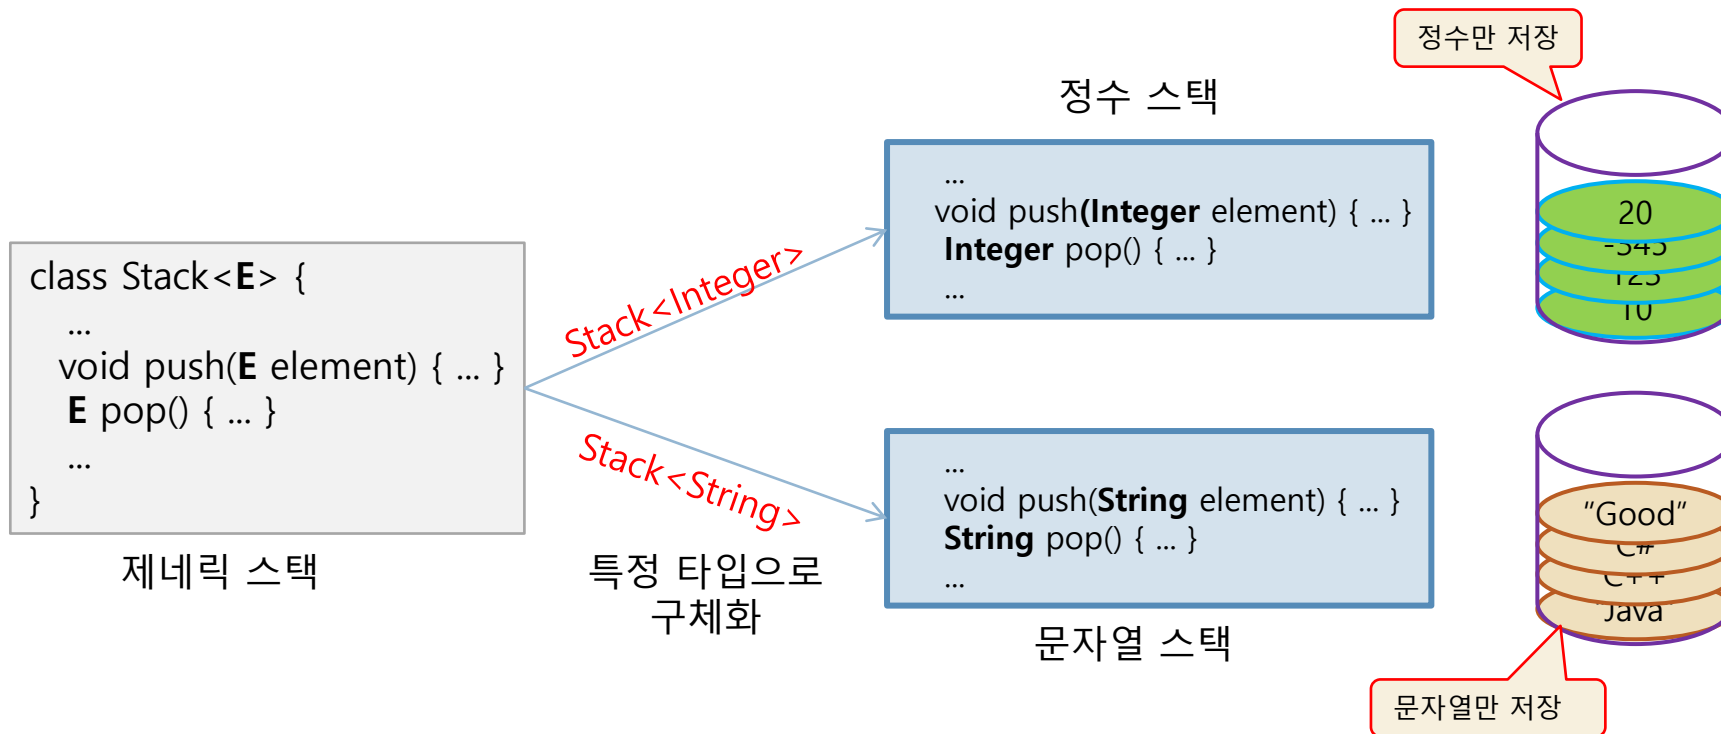 정수만 저장
정수 스택
...
void push(Integer element) { ... }
Integer pop() { ... }
...
20
-345
123
10
class Stack<E> {
...
void push(E element) { ... }
E pop() { ... }
...
}
제네릭 스택
Stack<Integer>
Stack<String>
특정 타입으로
구체화
...
void push(String element) { ... }
String pop() { ... }
...
문자열 스택
"Good"
C#
C++
"Java"
문자열만 저장